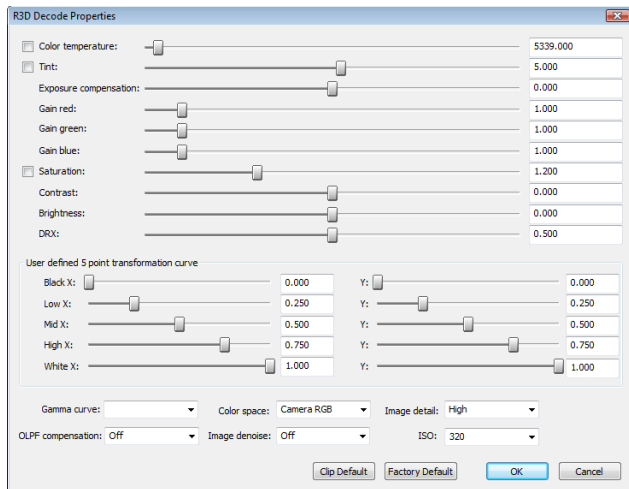 R3D Decode Properties
Color temperature: 5339.000
Tint: 5.000
Exposure compensation: 0.000
Gain red: 1.000
Gain green: 1.000
Gain blue: 1.000
Saturation: 1.200
Contrast: 0.000
Brightness: 0.000
DRX: 0.500
User defined 5 point transformation curve
Black X: 0.000 Y: 0.000
Low X: 0.250 Y: 0.250
Mid X: 0.500 Y: 0.500
High X: 0.750 Y: 0.750
White X: 1.000 Y: 1.000
Gamma curve: Color space: Camera RGB Image detail: High
OLPF compensation: Off Image denoise: Off ISO: 320
Clip Default Factory Default OK Cancel